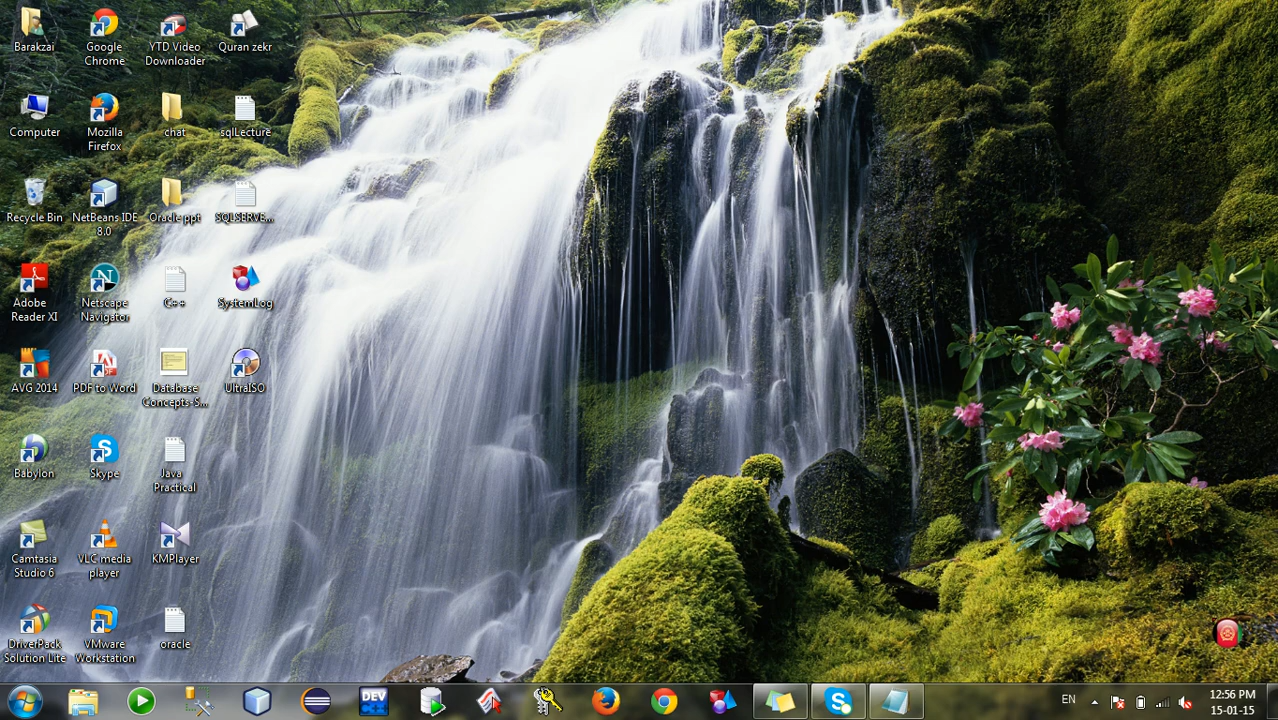 Barakzai
Google
Chrome
YTD Video
Downloader
Quran zekr
Computer
Mozilla
Firefox
chat
sqlLecture
Recycle Bin
NetBeans IDE
8.0
Oracle ppt
SQLSERVE...
Adobe
Reader XI
Netscape
Navigator
C++
SystemLog
AVG 2014
PDF to Word
Database
Concepts-S...
UltraISO
Babylon
Skype
Java
Practical
Camtasia
Studio 6
VLC media
player
KMPlayer
DriverPack
Solution Lite
VMware
Workstation
oracle
DEV
EN
12:56 PM
15-01-15